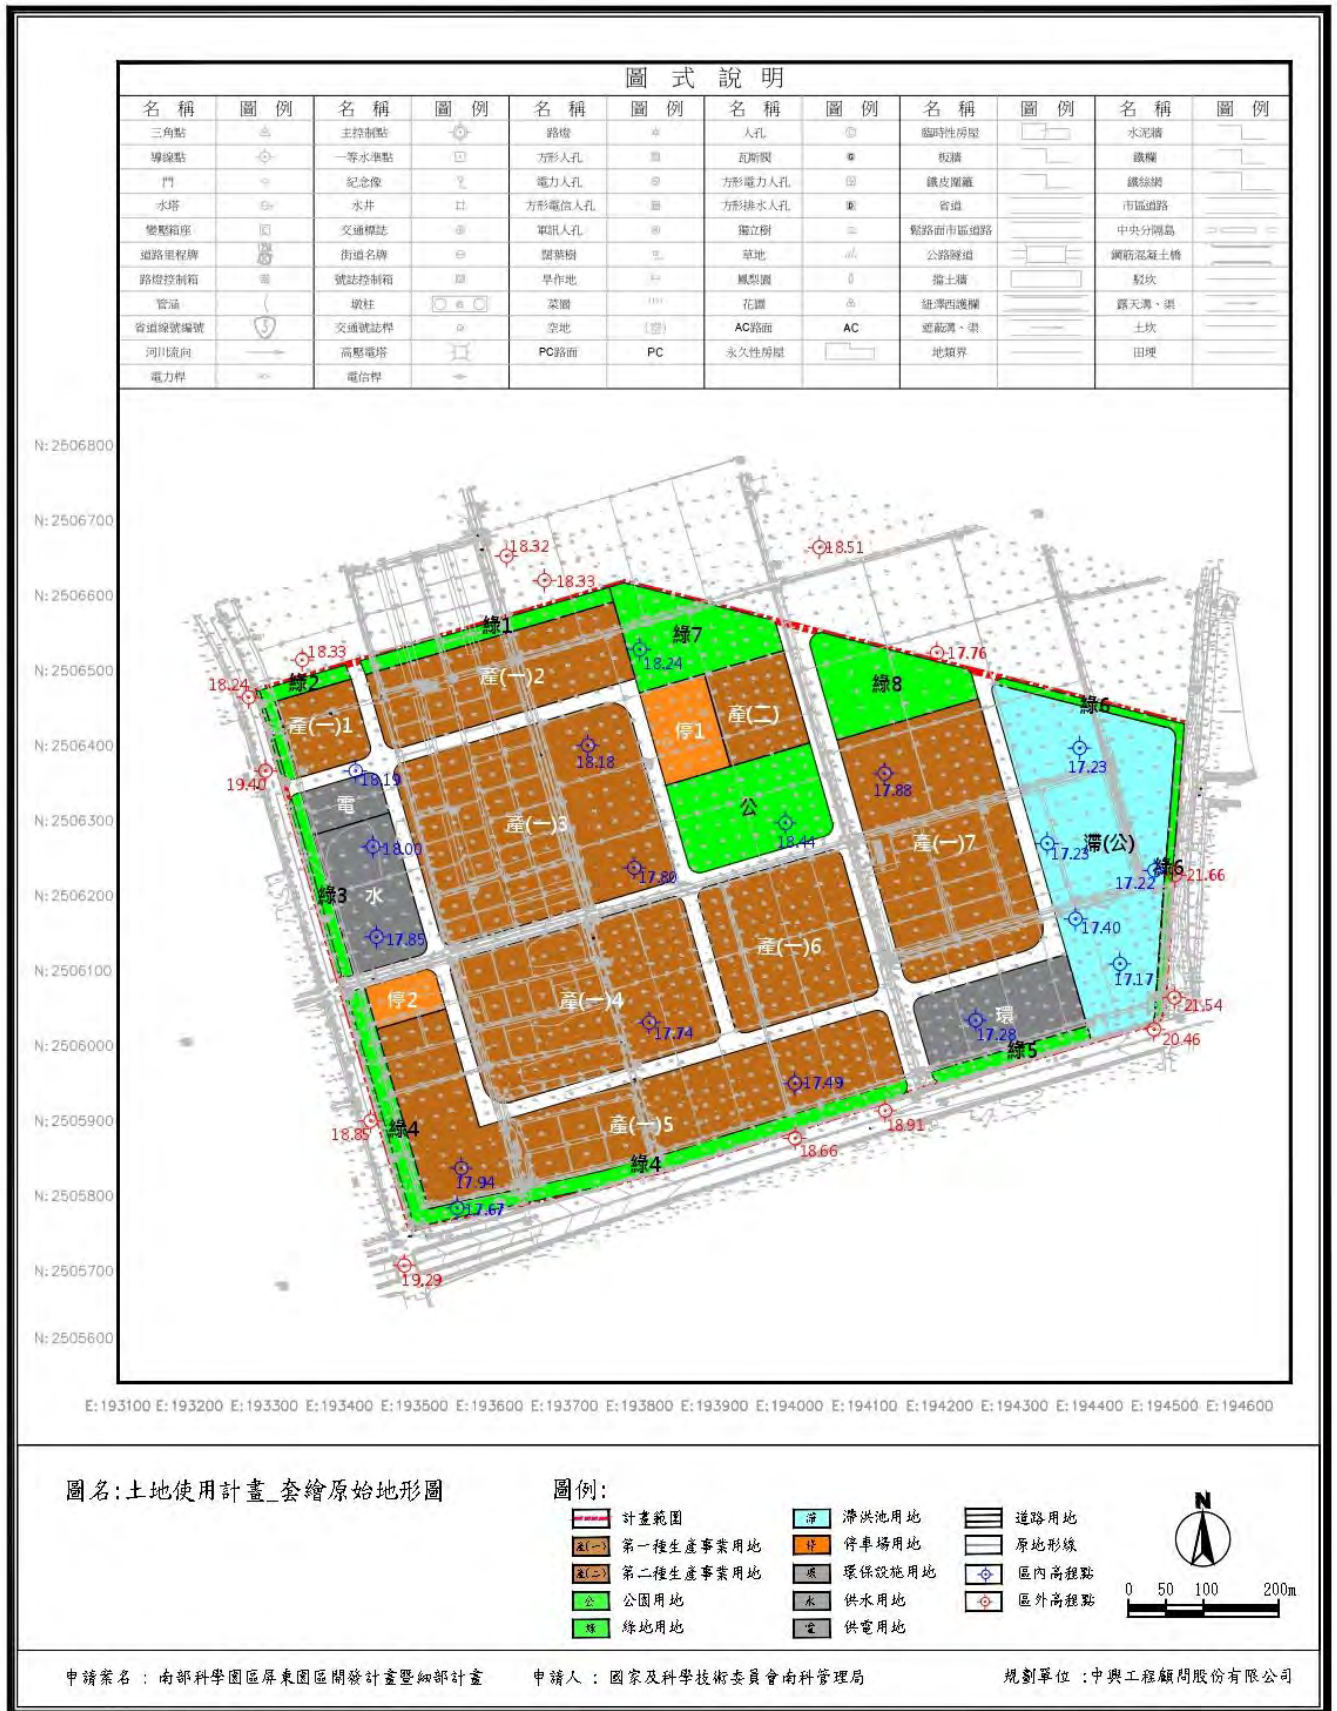 圖式說明
名稱 圖例 名稱 圖例 名稱 圖例 名稱 圖例 名稱 圖例 名稱 圖例
三角點 主控制點 路燈 人孔 臨時性房屋 水泥牆
導線點 一等水準點 方形人孔 瓦斯閥 板牆 鐵欄
門 紀念像 電力人孔 方形電力人孔 鐵皮圍籬 鐵絲網
水塔 水井 方形電信人孔 方形排水人孔 省道 市區道路
變壓箱座 交通標誌 軍訊人孔 獨立樹 鬆路面市區道路 中央分隔島
道路里程牌 街道名牌 闊葉樹 草地 公路隧道 鋼筋混凝土橋
路燈控制箱 號誌控制箱 旱作地 鳳梨園 擋土牆 駁坎
管涵 墩柱 菜園 花圃 紐澤西護欄 露天溝、渠
省道線號編號 交通號誌桿 空地 AC路面 AC 遮蔽溝、渠 土坎
河川流向 高壓電塔 PC路面 PC 永久性房屋 地類界 田埂
電力桿 電信桿
N:2506800
N:2506700
N:2506600
N:2506500
N:2506400
N:2506300
N:2506200
N:2506100
N:2506000
N:2505900
N:2505800
N:2505700
N:2505600
18.32
18.51
18.33
綠1
綠7
18.33
18.24
17.76
18.24
綠2
產(一)2
綠8
綠6
產(一)1
停1
產(二)
18.18
17.23
19.40
18.19
17.88
電
公
產(一)3
18.44
18.00
產(一)7
滯(公)
17.23
17.80
17.22
綠6
21.66
綠3
水
17.85
產(一)6
17.40
17.17
停2
產(一)4
21.54
環
17.74
17.28
20.46
綠5
17.49
18.85
綠4
產(一)5
18.91
18.66
綠4
17.94
17.67
19.29
E:193100 E:193200 E:193300 E:193400 E:193500 E:193600 E:193700 E:193800 E:193900 E:194000 E:194100 E:194200 E:194300 E:194400 E:194500 E:194600
圖名:土地使用計畫_套繪原始地形圖
圖例:
計畫範圍 滯 滯洪池用地 道路用地
產(一) 第一種生產事業用地 停 停車場用地 原地形線
產(二) 第二種生產事業用地 環 環保設施用地 區內高程點
公 公園用地 水 供水用地 區外高程點
綠 綠地用地 電 供電用地
N
0 50 100 200m
申請案名：南部科學園區屏東園區開發計畫暨細部計畫 申請人：國家及科學技術委員會南科管理局 規劃單位:中興工程顧問股份有限公司